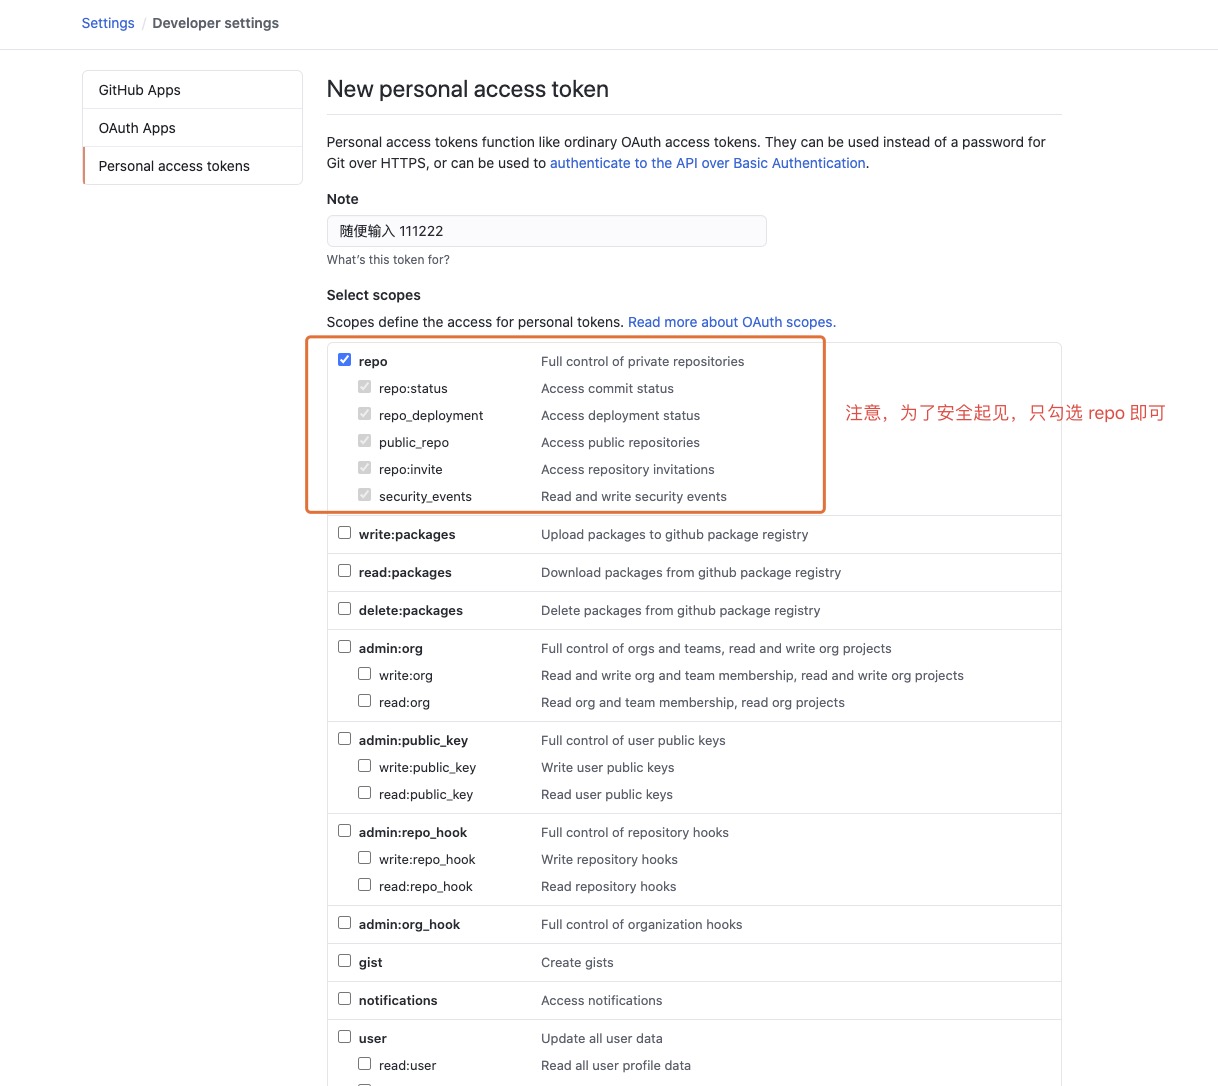 Settings / Developer settings
GitHub Apps
OAuth Apps
Personal access tokens
New personal access token
Personal access tokens function like ordinary OAuth access tokens. They can be used instead of a password for
Git over HTTPS, or can be used to authenticate to the API over Basic Authentication.
Note
随便输入 111222
What's this token for?
Select scopes
Scopes define the access for personal tokens. Read more about OAuth scopes.
repo Full control of private repositories
repo:status Access commit status
repo_deployment Access deployment status
注意，为了安全起见，只勾选 repo 即可
public_repo Access public repositories
repo:invite Access repository invitations
security_events Read and write security events
write:packages Upload packages to github package registry
read:packages Download packages from github package registry
delete:packages Delete packages from github package registry
admin:org Full control of orgs and teams, read and write org projects
write:org Read and write org and team membership, read and write org projects
read:org Read org and team membership, read org projects
admin:public_key Full control of user public keys
write:public_key Write user public keys
read:public_key Read user public keys
admin:repo_hook Full control of repository hooks
write:repo_hook Write repository hooks
read:repo_hook Read repository hooks
admin:org_hook Full control of organization hooks
gist Create gists
notifications Access notifications
user Update all user data
read:user Read all user profile data